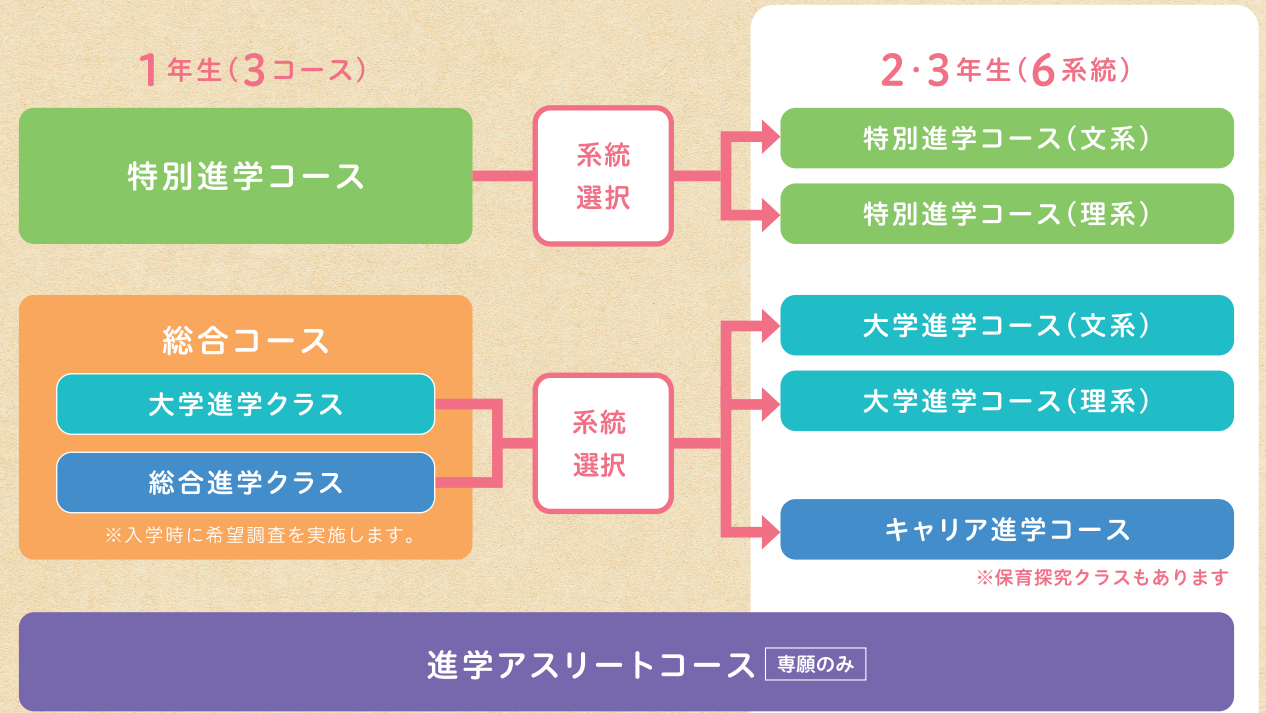 1年生(3コース)
2・3年生(6系統)
特別進学コース
系統
選択
特別進学コース(文系)
特別進学コース(理系)
総合コース
大学進学クラス
総合進学クラス
※入学時に希望調査を実施します。
系統
選択
大学進学コース(文系)
大学進学コース(理系)
キャリア進学コース
※保育探究クラスもあります
進学アスリートコース 専願のみ